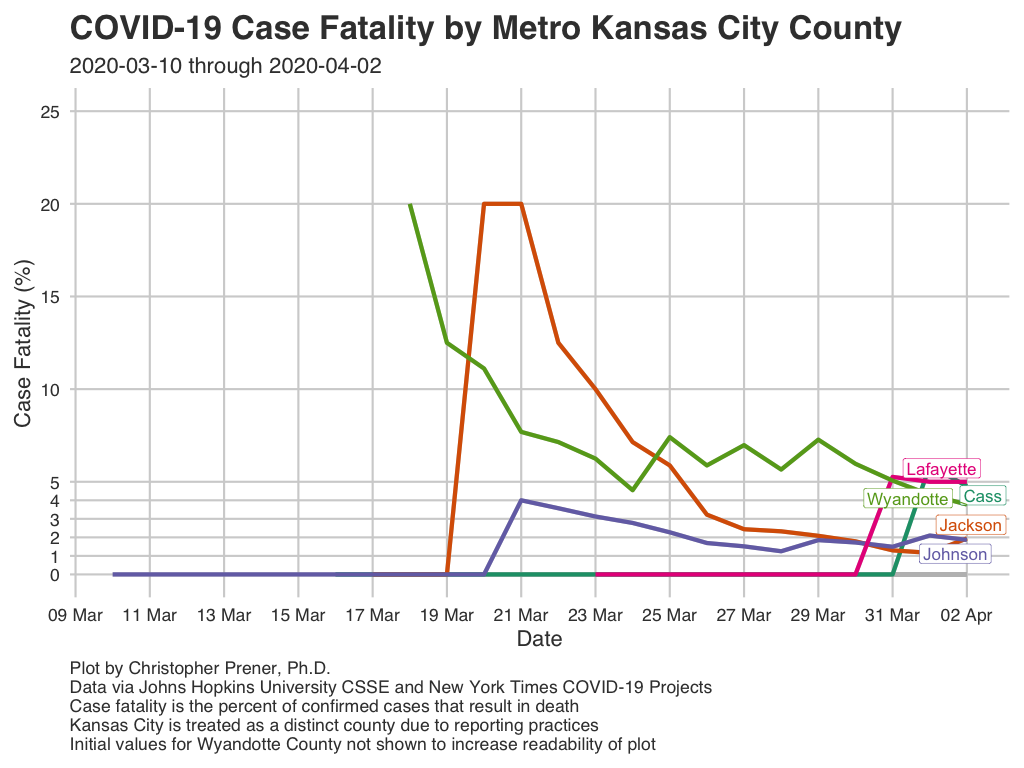 COVID-19 Case Fatality by Metro Kansas City County
2020-03-10 through 2020-04-02
Case Fatality (%)
25
20
15
10
5
4
3
2
1
0
Lafayette
Wyandotte
Cass
Jackson
Johnson
09 Mar 11 Mar 13 Mar 15 Mar 17 Mar 19 Mar 21 Mar 23 Mar 25 Mar 27 Mar 29 Mar 31 Mar 02 Apr
Date
Plot by Christopher Prener, Ph.D.
Data via Johns Hopkins University CSSE and New York Times COVID-19 Projects
Case fatality is the percent of confirmed cases that result in death
Kansas City is treated as a distinct county due to reporting practices
Initial values for Wyandotte County not shown to increase readability of plot